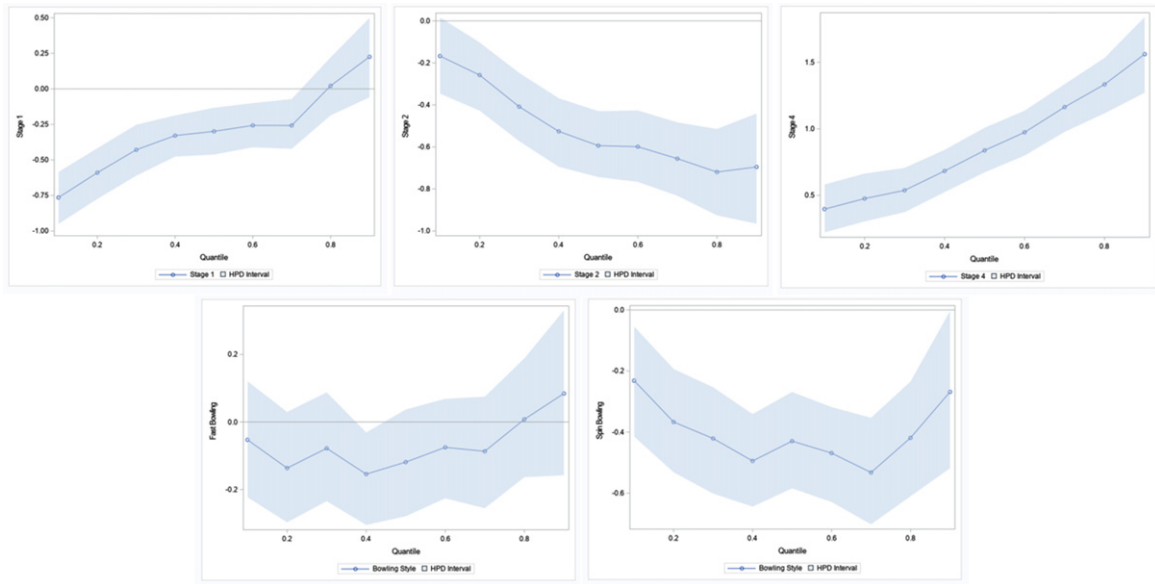 0.50
0.25
0.00
-0.25
-0.50
-0.75
-1.00
Stage 1
0.2
0.4
0.6
0.8
Quantile
Stage 1 HPD Interval
0.0
-0.2
-0.4
-0.6
-0.8
-1.0
Stage 2
0.2
0.4
0.6
0.8
Quantile
Stage 2 HPD Interval
1.5
1.0
0.5
Stage 4
0.2
0.4
0.6
0.8
Quantile
Stage 4 HPD Interval
0.2
0.0
-0.2
Fast Bowling
0.2
0.4
0.6
0.8
Quantile
Bowling Style HPD Interval
0.0
-0.2
-0.4
-0.6
Spin Bowling
0.2
0.4
0.6
0.8
Quantile
Bowling Style HPD Interval